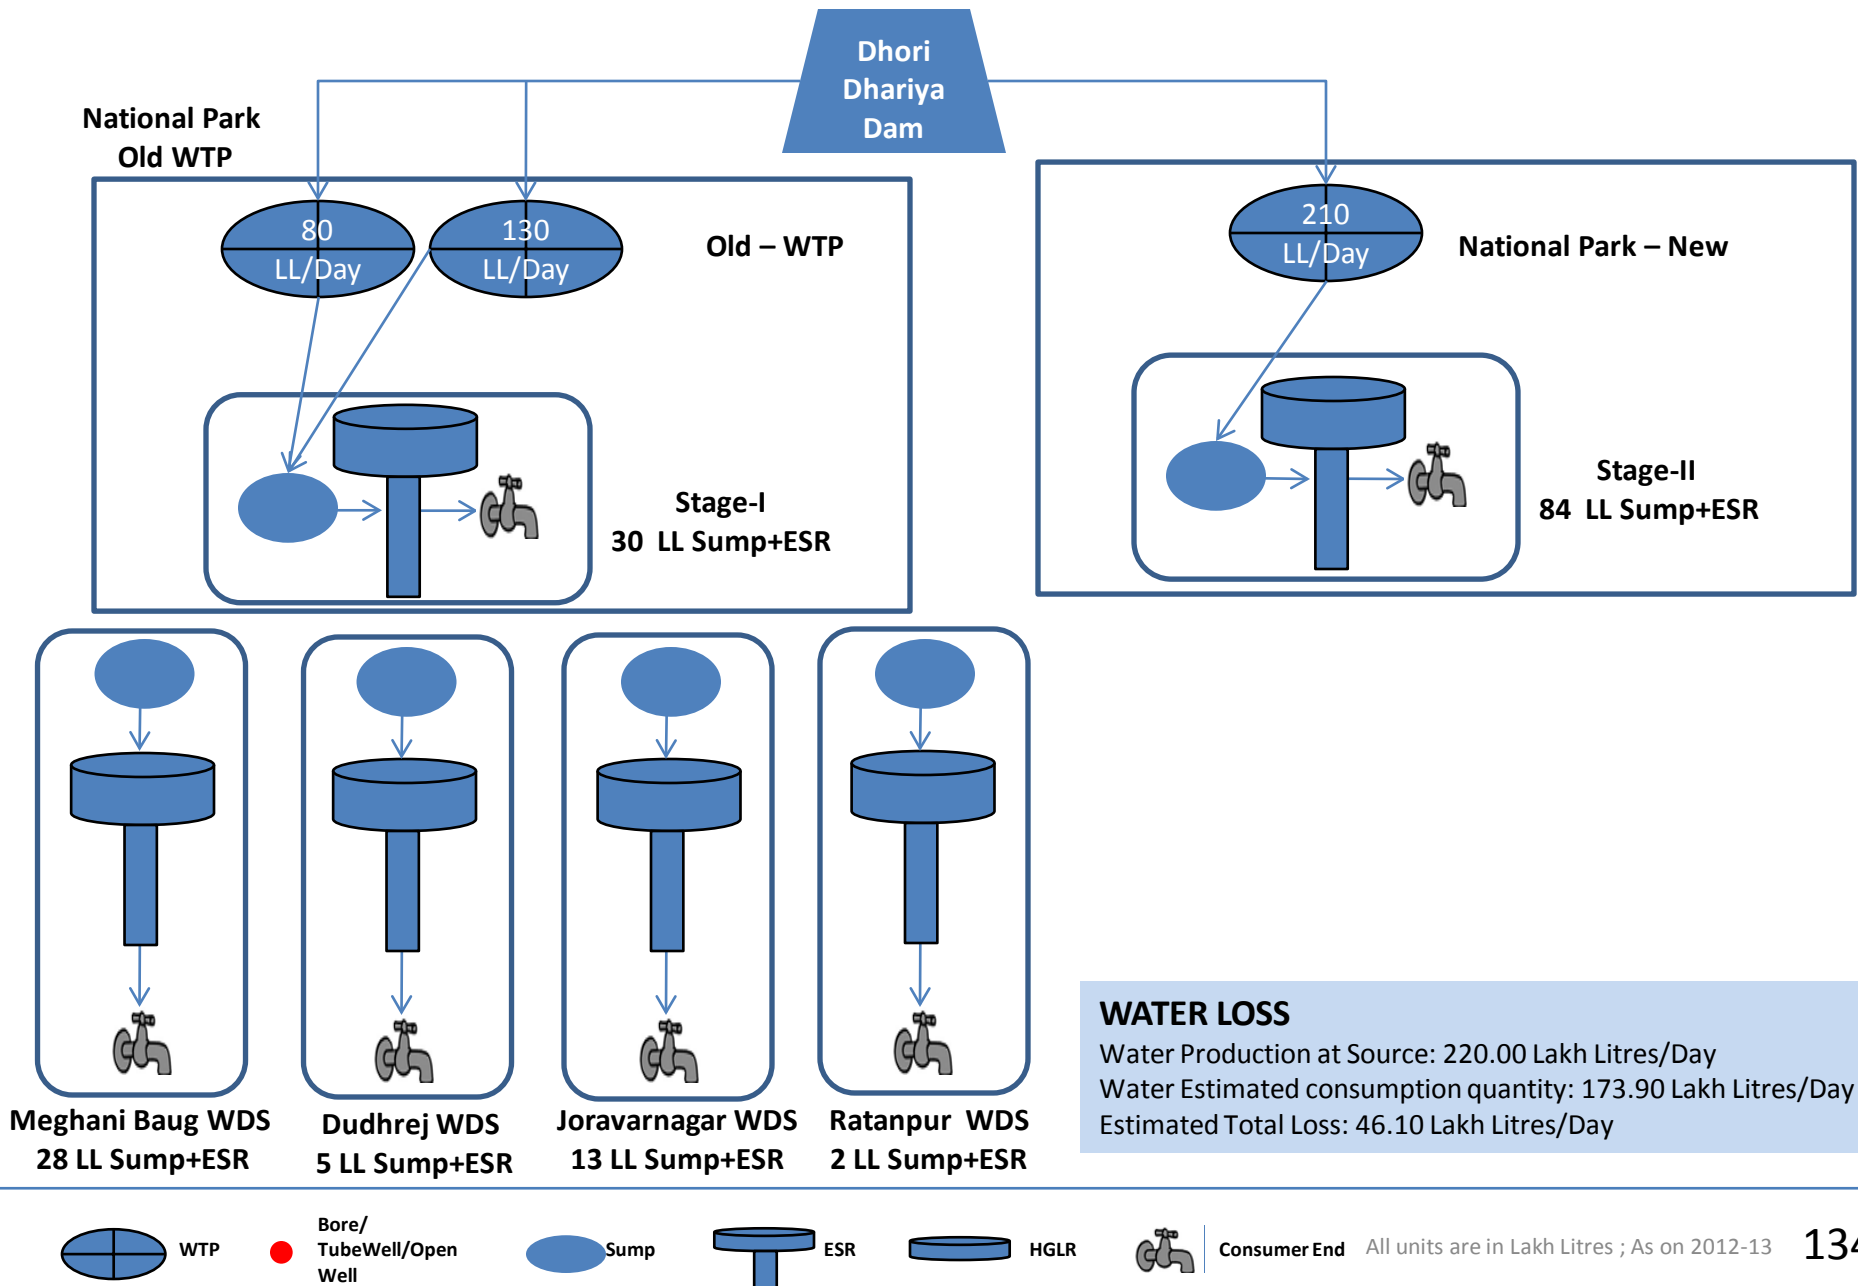 Dhori
Dhariya
Dam
National Park
Old WTP
80
LL/Day
130
LL/Day
Old – WTP
210
LL/Day
National Park – New
Stage-I
30 LL Sump+ESR
Stage-II
84 LL Sump+ESR
Meghani Baug WDS
28 LL Sump+ESR
Dudhrej WDS
5 LL Sump+ESR
Joravarnagar WDS
13 LL Sump+ESR
Ratanpur WDS
2 LL Sump+ESR
WATER LOSS
Water Production at Source: 220.00 Lakh Litres/Day
Water Estimated consumption quantity: 173.90 Lakh Litres/Day
Estimated Total Loss: 46.10 Lakh Litres/Day
WTP
Bore/
TubeWell/Open
Well
Sump
ESR
HGLR
Consumer End
All units are in Lakh Litres ; As on 2012-13
134